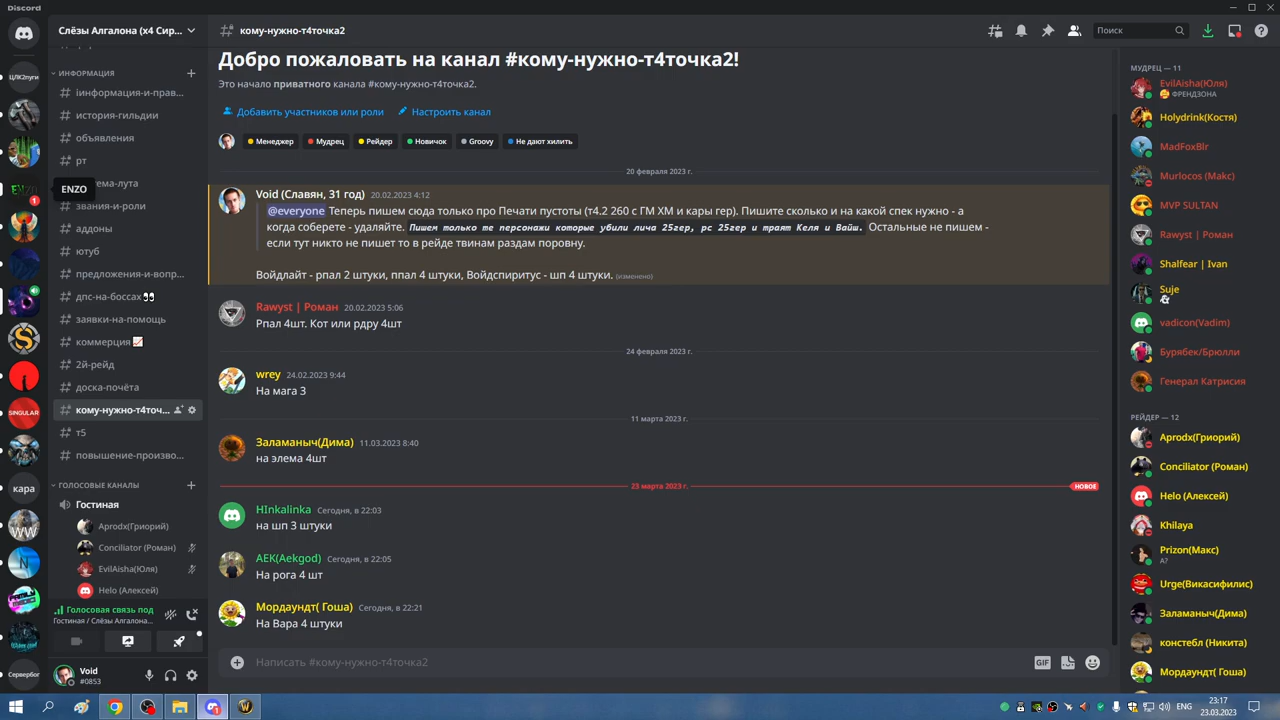 Discord
Слёзы Алгалона (х4 Сир...
ЦЛК2пуги
ENZO
1
SINGULAR
кара
WW
Сервербог
ENZO
ИНФОРМАЦИЯ
информация-и-прав...
история-гильдии
объявления
рт
тема-лута
звания-и-роли
аддоны
ютуб
предложения-и-вопр...
дпс-на-боссах👀
заявки-на-помощь
коммерция 📈
2й-рейд
доска-почёта
кому-нужно-т4точ...
т5
повышение-произво...
ГОЛОСОВЫЕ КАНАЛЫ
Гостиная
Aprodx(Гриорий)
Conciliator (Роман)
EvilAisha(Юля)
Helo (Алексей)
Голосовая связь под
Гостиная / Слёзы Алгалона...
Void
#0853
кому-нужно-т4точка2
Поиск
Добро пожаловать на канал #кому-нужно-т4точка2!
Это начало приватного канала #кому-нужно-т4точка2.
Добавить участников или роли
Настроить канал
Менеджер
Мудрец
Рейдер
Новичок
Groovy
Не дают хилить
20 февраля 2023 г.
Void (Славян, 31 год) 20.02.2023 4:12
@everyone Теперь пишем сюда только про Печати пустоты (т4.2 260 с ГМ ХМ и кары гер). Пишите сколько и на какой спек нужно - а
когда соберете - удаляете. Пишем только те персонажи которые убили лича 25гер, рс 25гер и траят Келя и Вайш. Остальные не пишем -
если тут никто не пишет то в рейде твинам раздам поровну.
Войдлайт - рпал 2 штуки, ппал 4 штуки, Войдспиритус - шп 4 штуки. (изменено)
Rawyst | Роман 20.02.2023 5:06
Рпал 4шт. Кот или рдру 4шт
24 февраля 2023 г.
wrey 24.02.2023 9:44
На мага 3
11 марта 2023 г.
Заламаныч(Дима) 11.03.2023 8:40
на элема 4шт
23 марта 2023 г.
НОВОЕ
HInkalinka Сегодня, в 22:03
на шп 3 штуки
AEK(Aekgod) Сегодня, в 22:05
На рога 4 шт
Мордаундт( Гоша) Сегодня, в 22:21
На Вара 4 штуки
Написать #кому-нужно-т4точка2
GIF
МУДРЕЦ — 11
EvilAisha(Юля)
ФРЕНДЗОНА
Holydrink(Костя)
MadFoxBlr
Murlocos (Макс)
MVP SULTAN
Rawyst | Роман
Shalfear | Ivan
Suje
vadicon(Vadim)
Бурябек/Брюлли
Генерал Катрисия
РЕЙДЕР — 12
Aprodx(Гриорий)
Conciliator (Роман)
Helo (Алексей)
Khilaya
Prizon(Макс)
А?
Urge(Викасифилис)
Заламаныч(Дима)
констебл (Никита)
Мордаундт( Гоша)
ENG
23:17
23.03.2023